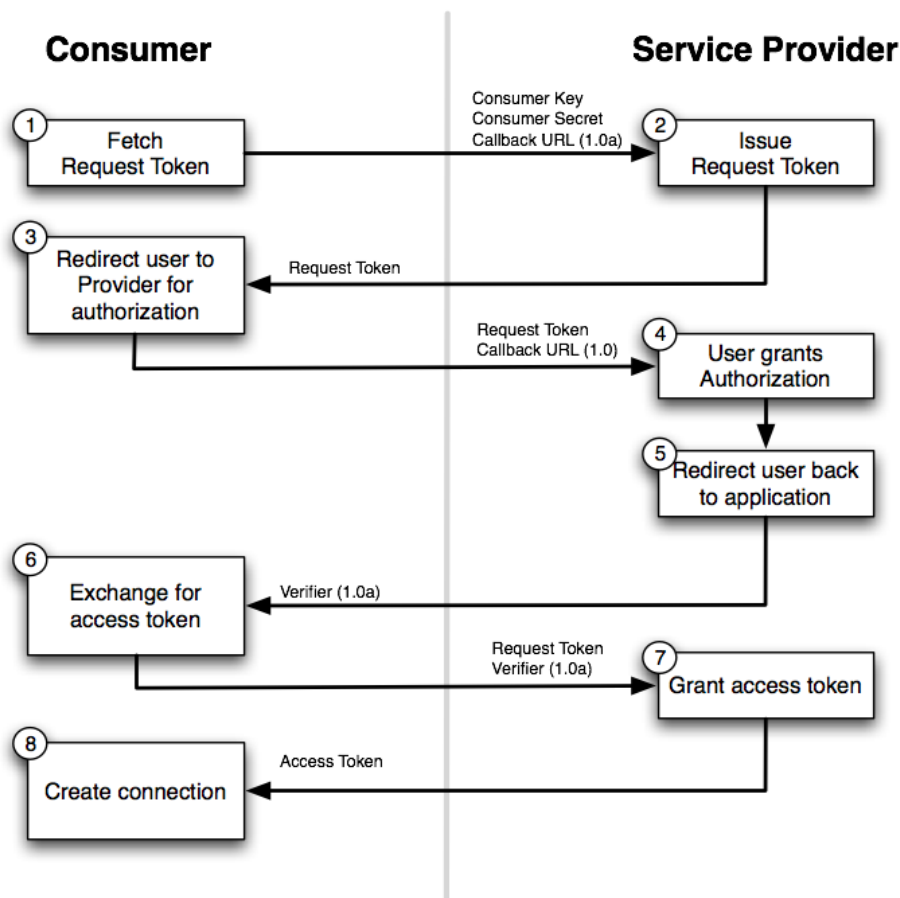 Consumer
Service Provider
1
Fetch
Request Token
Consumer Key
Consumer Secret
Callback URL (1.0a)
2
Issue
Request Token
3
Redirect user to
Provider for
authorization
Request Token
Request Token
Callback URL (1.0)
4
User grants
Authorization
5
Redirect user back
to application
6
Exchange for
access token
Verifier (1.0a)
Request Token
Verifier (1.0a)
7
Grant access token
8
Create connection
Access Token